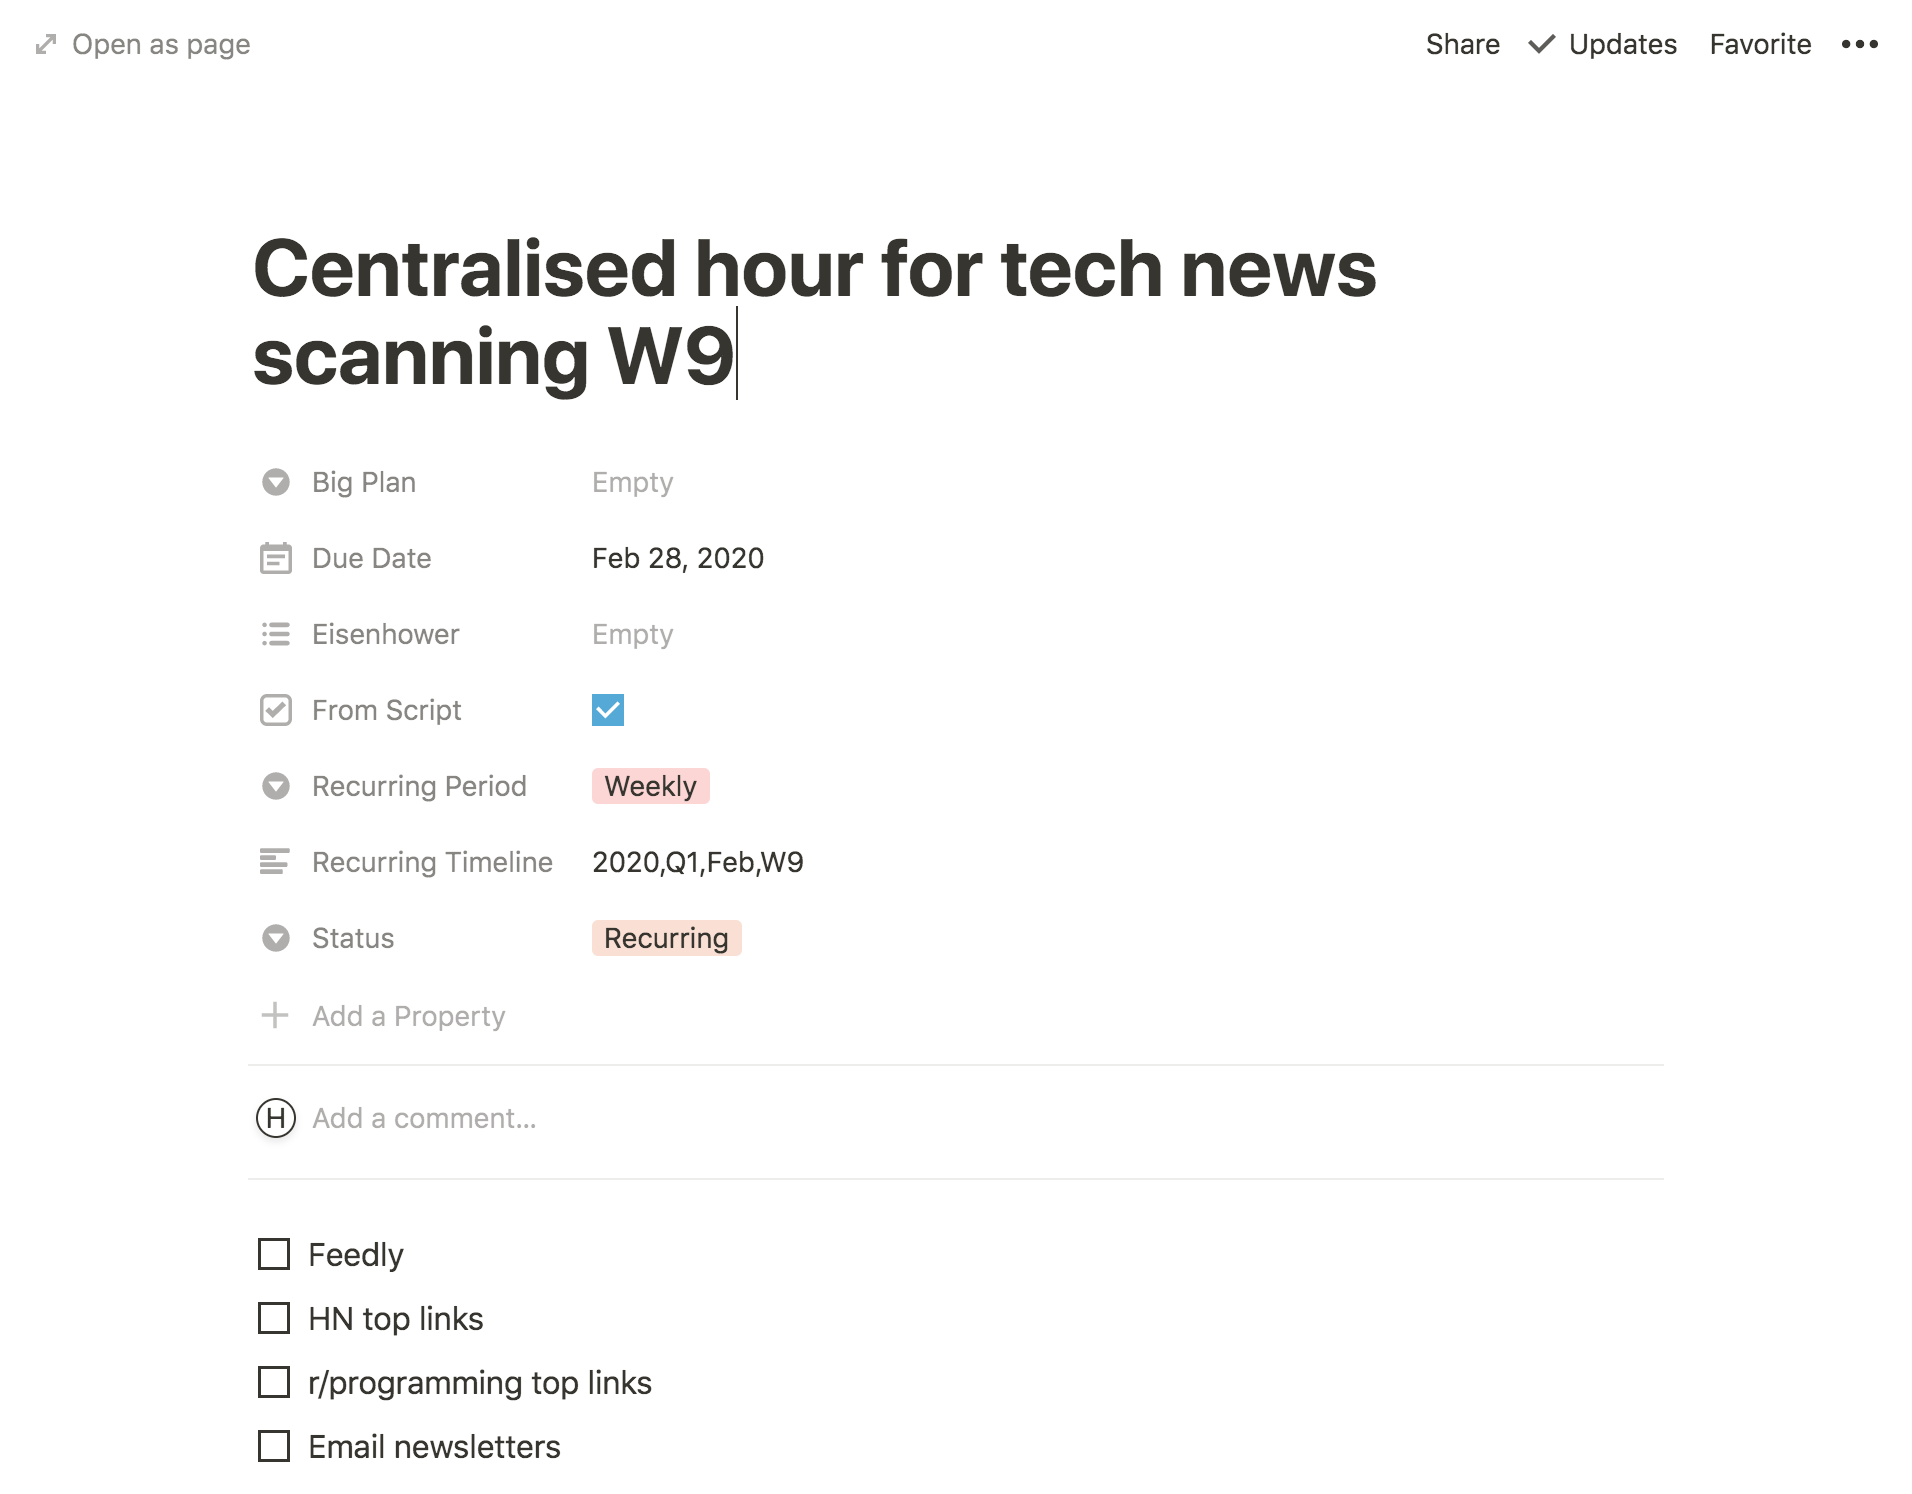 Open as page
Share Updates Favorite
Centralised hour for tech news
scanning W9
Big Plan Empty
Due Date Feb 28, 2020
Eisenhower Empty
From Script
Recurring Period Weekly
Recurring Timeline 2020,Q1,Feb,W9
Status Recurring
Add a Property
H Add a comment...
Feedly
HN top links
r/programming top links
Email newsletters